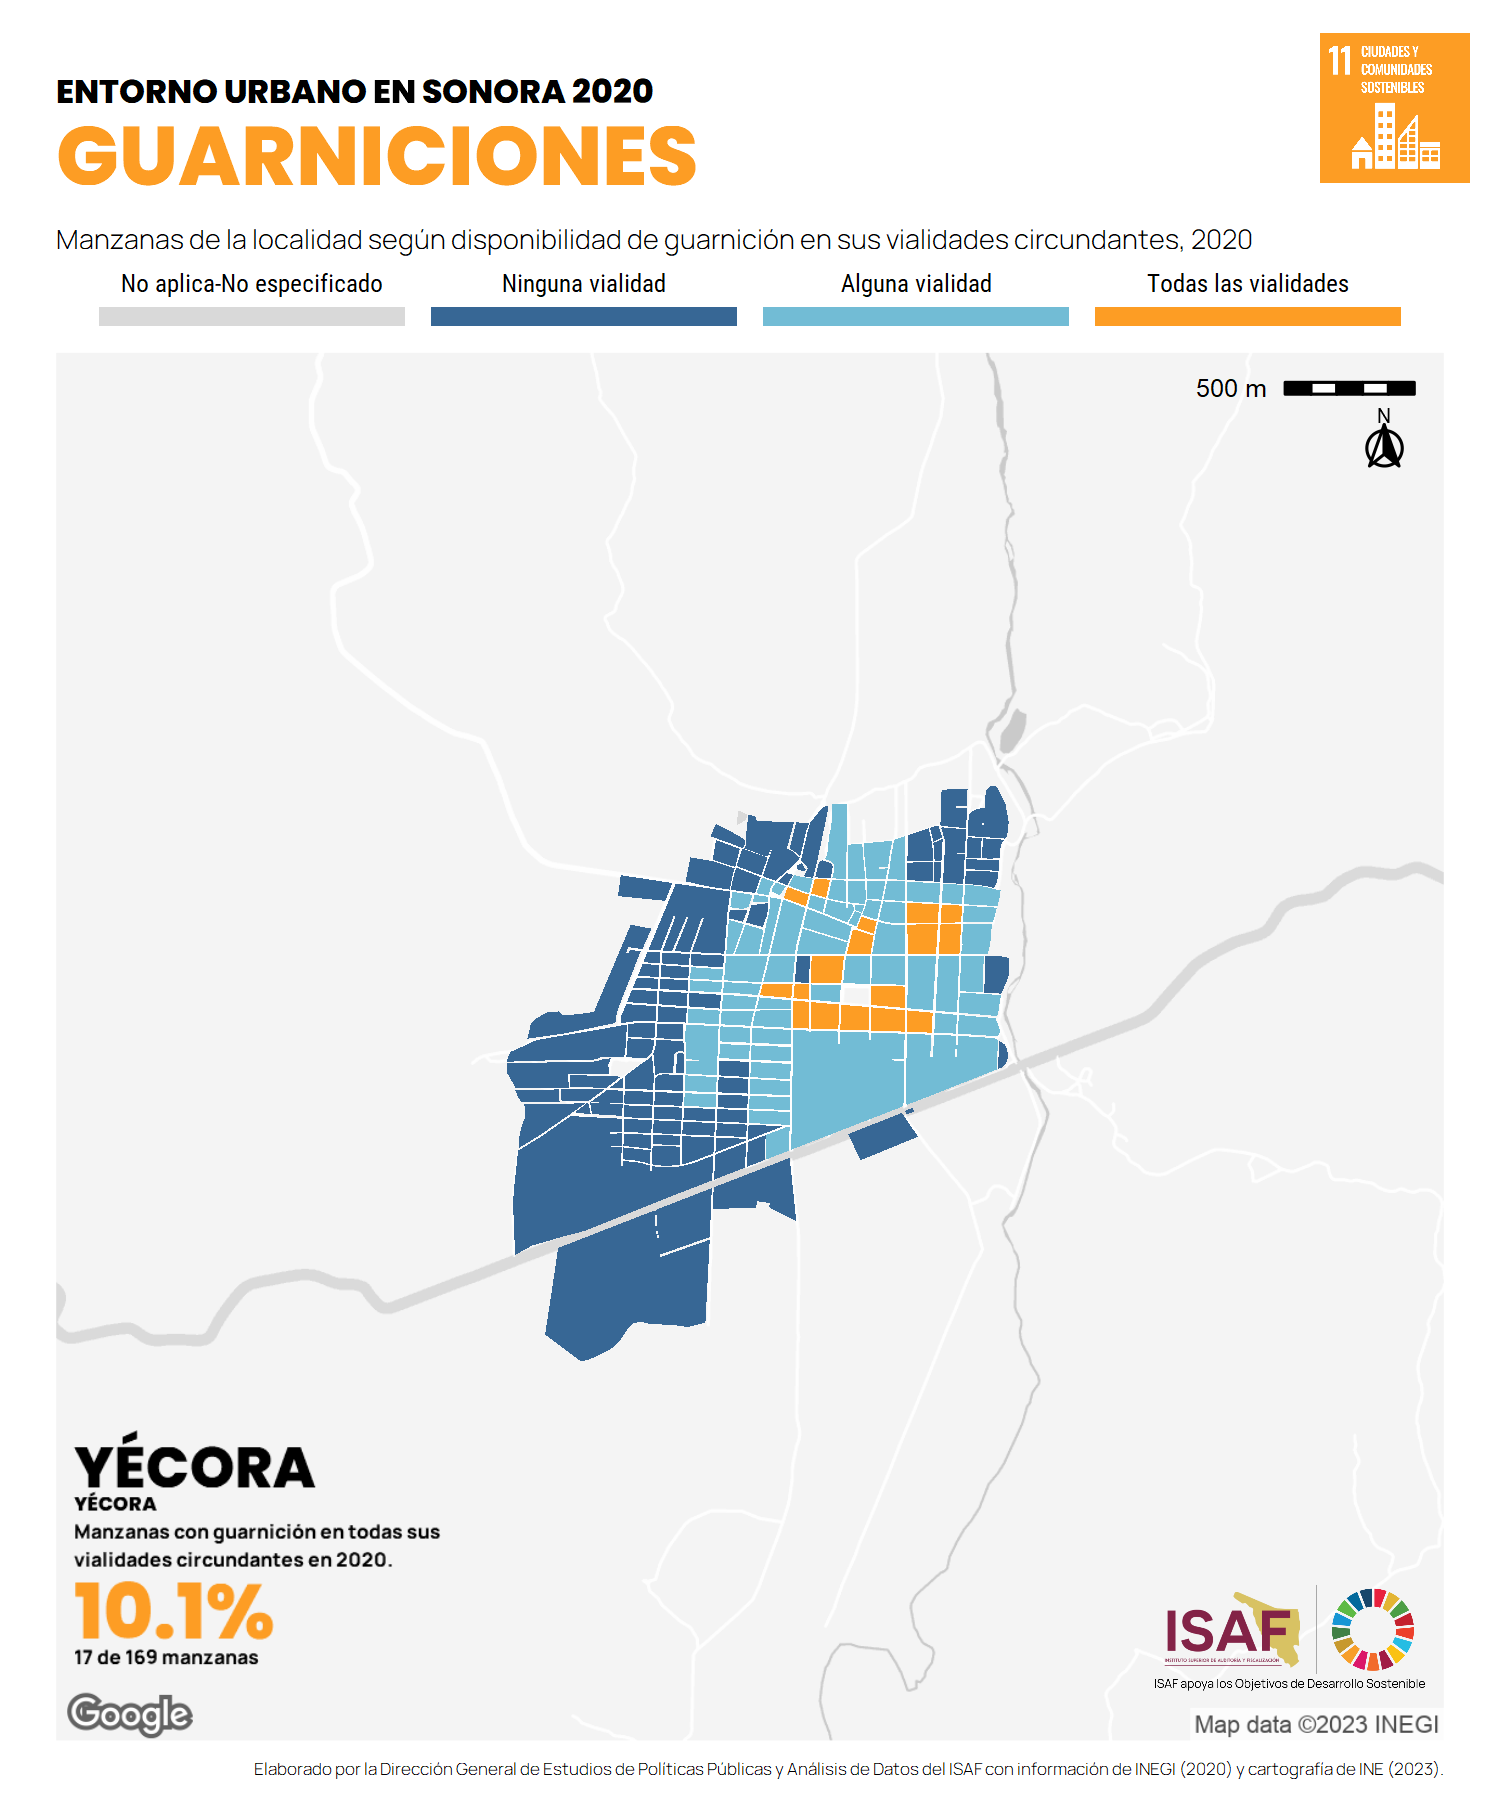 ENTORNO URBANO EN SONORA 2020
GUARNICIONES
11 CIUDADES Y
COMUNIDADES
SOSTENIBLES
Manzanas de la localidad según disponibilidad de guarnición en sus vialidades circundantes, 2020
No aplica-No especificado
Ninguna vialidad
Alguna vialidad
Todas las vialidades
500 m
N
YÉCORA
YÉCORA
Manzanas con guarnición en todas sus
vialidades circundantes en 2020.
10.1%
17 de 169 manzanas
Google
ISAF
INSTITUTO SUPERIOR DE AUDITORÍA Y FISCALIZACIÓN
ISAF apoya los Objetivos de Desarrollo Sostenible
Map data ©2023 INEGI
Elaborado por la Dirección General de Estudios de Políticas Públicas y Análisis de Datos del ISAF con información de INEGI (2020) y cartografía de INE (2023).